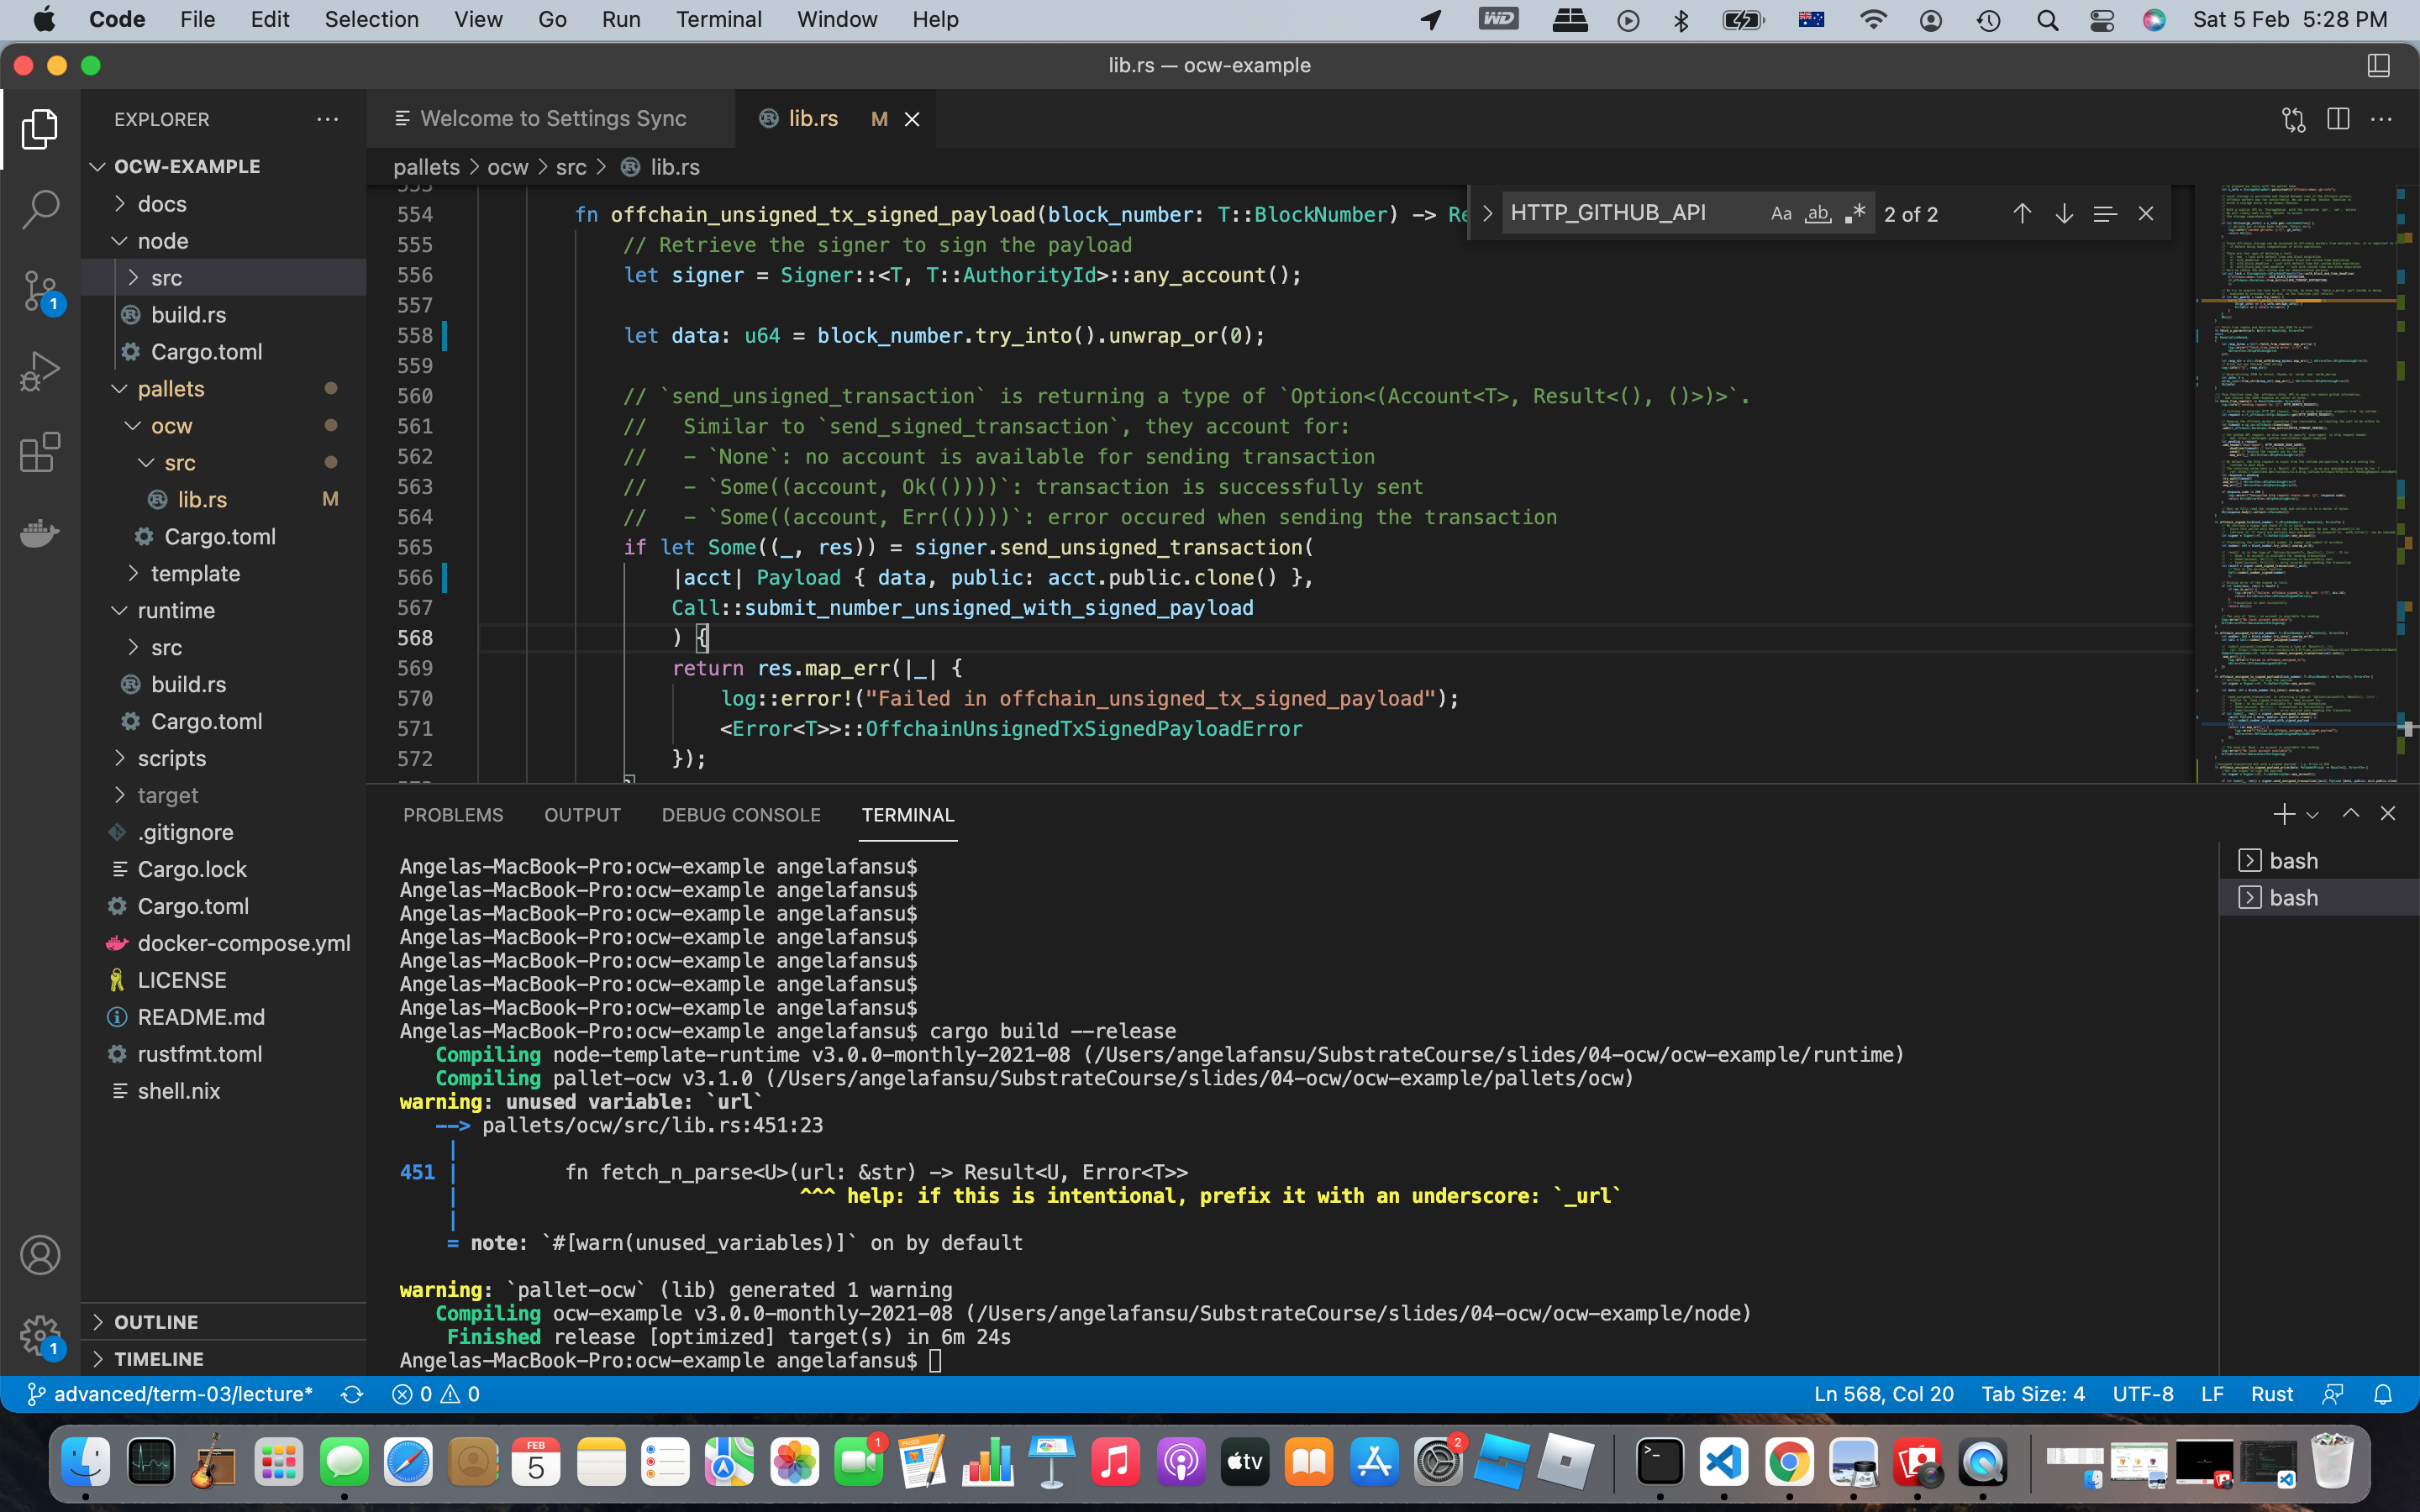 Code File Edit Selection View Go Run Terminal Window Help WD Sat 5 Feb 5:28 PM
lib.rs — ocw-example
EXPLORER
Welcome to Settings Sync
lib.rs M
OCW-EXAMPLE
docs
node
src
build.rs
Cargo.toml
pallets
ocw
src
lib.rs M
Cargo.toml
template
runtime
src
build.rs
Cargo.toml
scripts
target
.gitignore
Cargo.lock
Cargo.toml
docker-compose.yml
LICENSE
README.md
rustfmt.toml
shell.nix
OUTLINE
TIMELINE
1
1
pallets > ocw > src > lib.rs
HTTP_GITHUB_API Aa ab 2 of 2
553
554 fn offchain_unsigned_tx_signed_payload(block_number: T::BlockNumber) -> Re
555 // Retrieve the signer to sign the payload
556 let signer = Signer::<T, T::AuthorityId>::any_account();
557
558 let data: u64 = block_number.try_into().unwrap_or(0);
559
560 // `send_unsigned_transaction` is returning a type of `Option<(Account<T>, Result<(), ()>)>`.
561 //  Similar to `send_signed_transaction`, they account for:
562 //  - `None`: no account is available for sending transaction
563 //  - `Some((account, Ok(())))`: transaction is successfully sent
564 //  - `Some((account, Err(())))`: error occured when sending the transaction
565 if let Some((_, res)) = signer.send_unsigned_transaction(
566 |acct| Payload { data, public: acct.public.clone() },
567 Call::submit_number_unsigned_with_signed_payload
568 ) {
569 return res.map_err(|_| {
570 log::error!("Failed in offchain_unsigned_tx_signed_payload");
571 <Error<T>>::OffchainUnsignedTxSignedPayloadError
572 });
PROBLEMS OUTPUT DEBUG CONSOLE TERMINAL
bash
bash
Angelas-MacBook-Pro:ocw-example angelafansu$
Angelas-MacBook-Pro:ocw-example angelafansu$
Angelas-MacBook-Pro:ocw-example angelafansu$
Angelas-MacBook-Pro:ocw-example angelafansu$
Angelas-MacBook-Pro:ocw-example angelafansu$
Angelas-MacBook-Pro:ocw-example angelafansu$
Angelas-MacBook-Pro:ocw-example angelafansu$
Angelas-MacBook-Pro:ocw-example angelafansu$ cargo build --release
Compiling node-template-runtime v3.0.0-monthly-2021-08 (/Users/angelafansu/SubstrateCourse/slides/04-ocw/ocw-example/runtime)
Compiling pallet-ocw v3.1.0 (/Users/angelafansu/SubstrateCourse/slides/04-ocw/ocw-example/pallets/ocw)
warning: unused variable: `url`
--> pallets/ocw/src/lib.rs:451:23
|
451 | fn fetch_n_parse<U>(url: &str) -> Result<U, Error<T>>
| ^^^ help: if this is intentional, prefix it with an underscore: `_url`
|
= note: `#[warn(unused_variables)]` on by default
warning: `pallet-ocw` (lib) generated 1 warning
Compiling ocw-example v3.0.0-monthly-2021-08 (/Users/angelafansu/SubstrateCourse/slides/04-ocw/ocw-example/node)
Finished release [optimized] target(s) in 6m 24s
Angelas-MacBook-Pro:ocw-example angelafansu$
advanced/term-03/lecture* 0 0 Ln 568, Col 20 Tab Size: 4 UTF-8 LF Rust
FEB
5
1
PAGES
tv
2